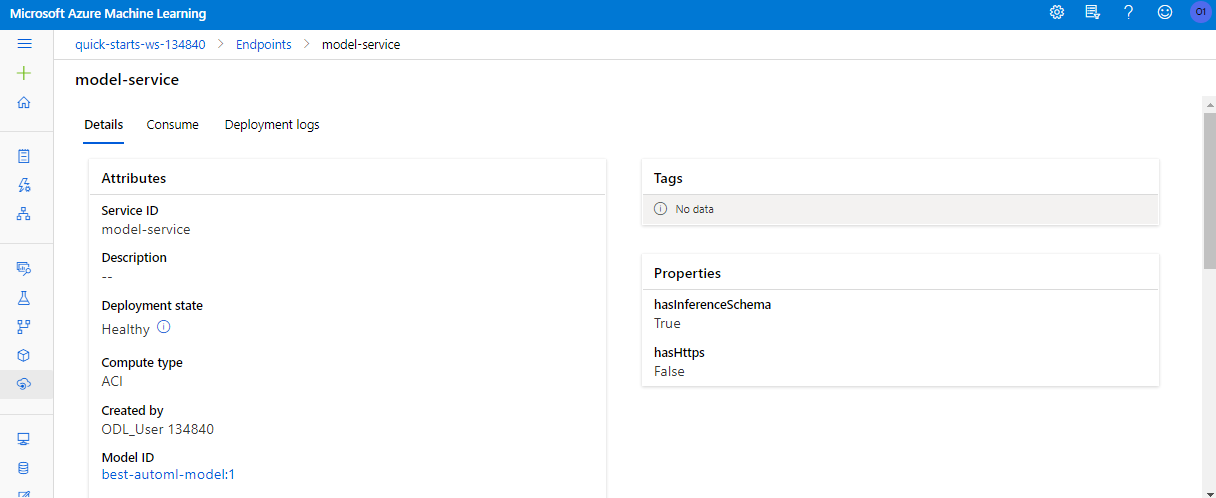 Microsoft Azure Machine Learning
O1
quick-starts-ws-134840 > Endpoints > model-service
model-service
Details Consume Deployment logs
Attributes
Service ID
model-service
Description
--
Deployment state
Healthy
Compute type
ACI
Created by
ODL_User 134840
Model ID
best-automl-model:1
Tags
No data
Properties
hasInferenceSchema
True
hasHttps
False